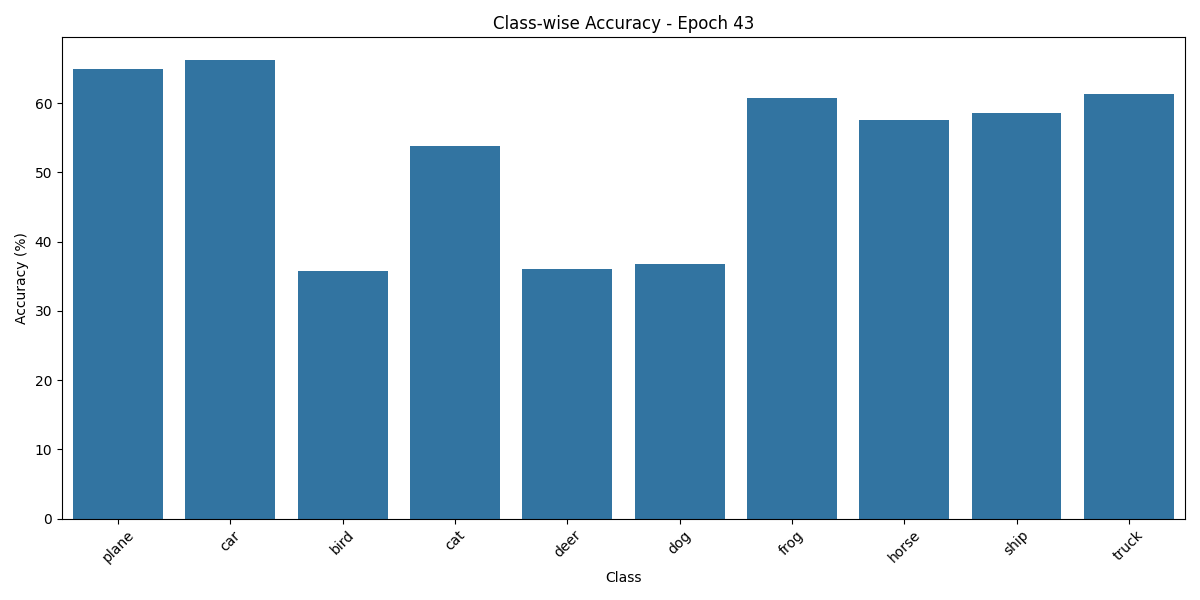 Class-wise Accuracy - Epoch 43
Accuracy (%)
60
50
40
30
20
10
0
plane
car
bird
cat
deer
dog
frog
horse
ship
truck
Class